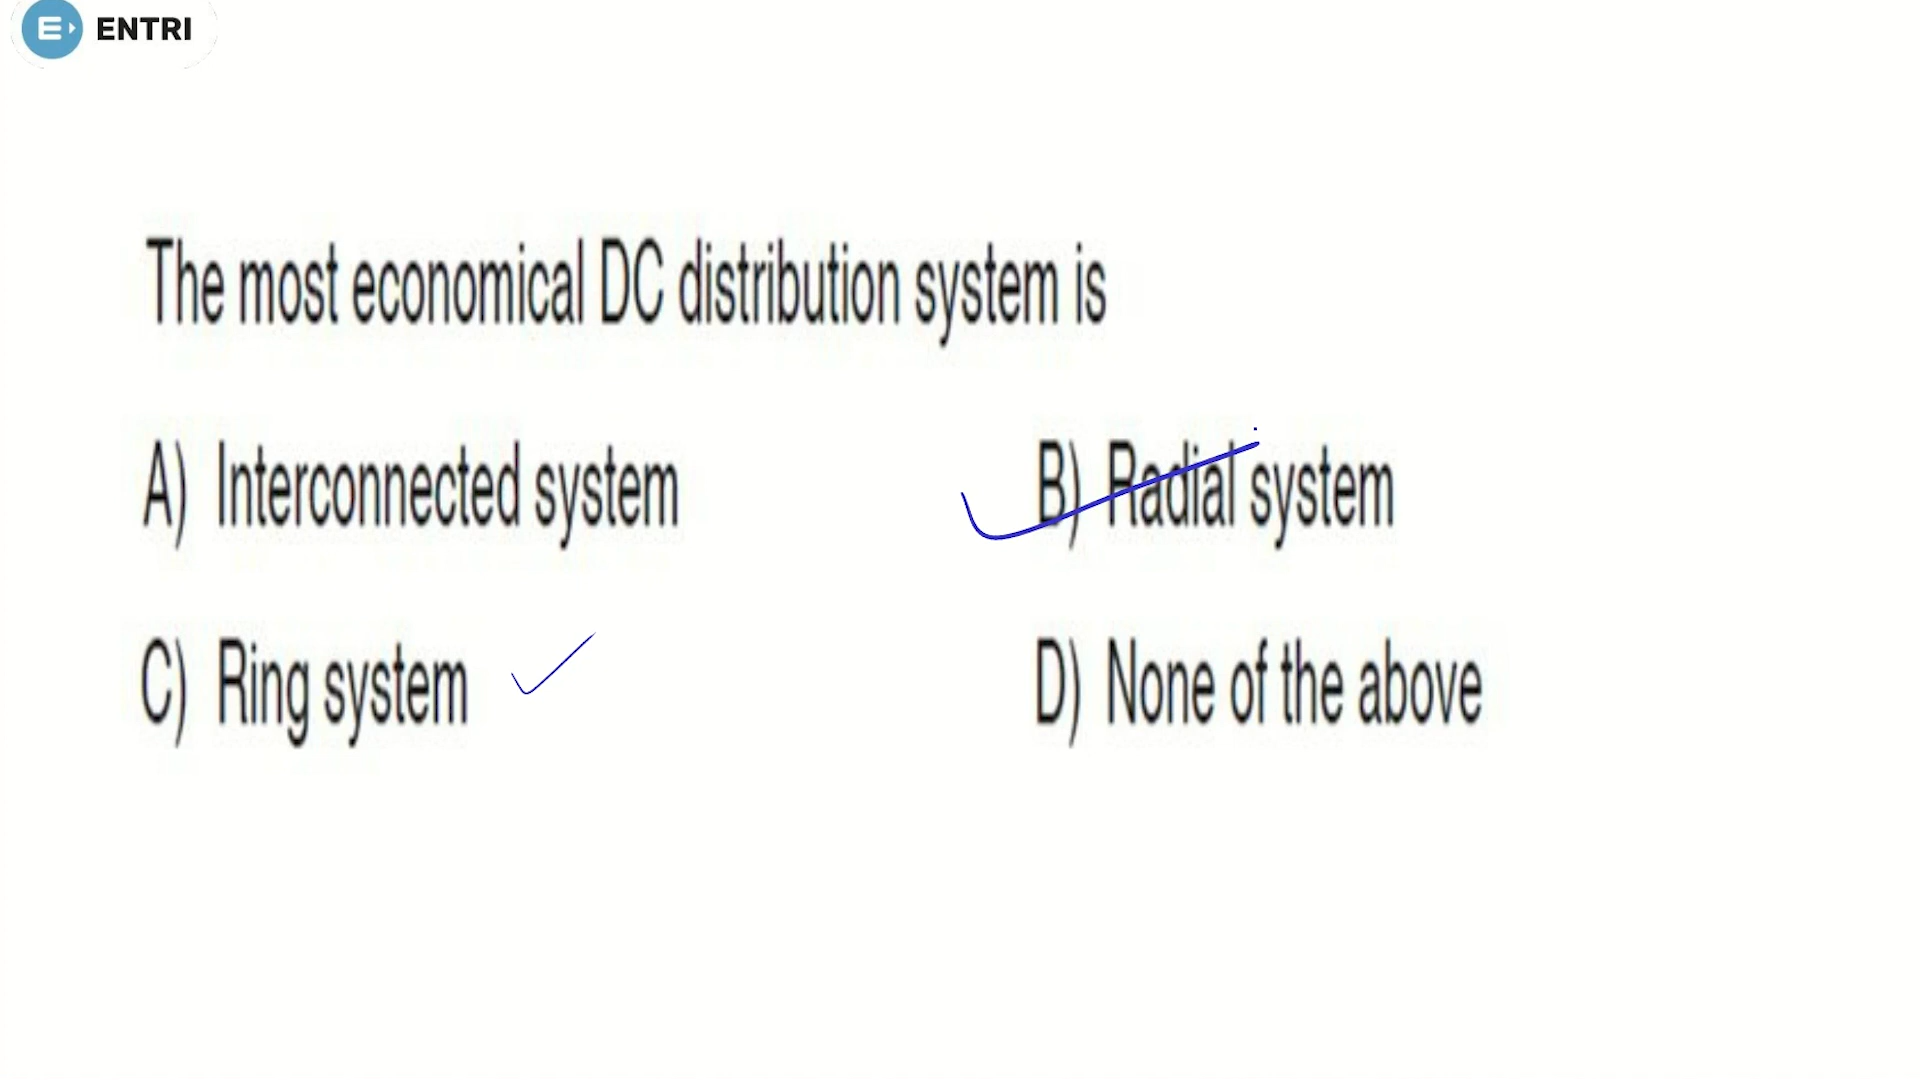 ENTRI
The most economical DC distribution system is
A) Interconnected system
B) Radial system
C) Ring system
D) None of the above